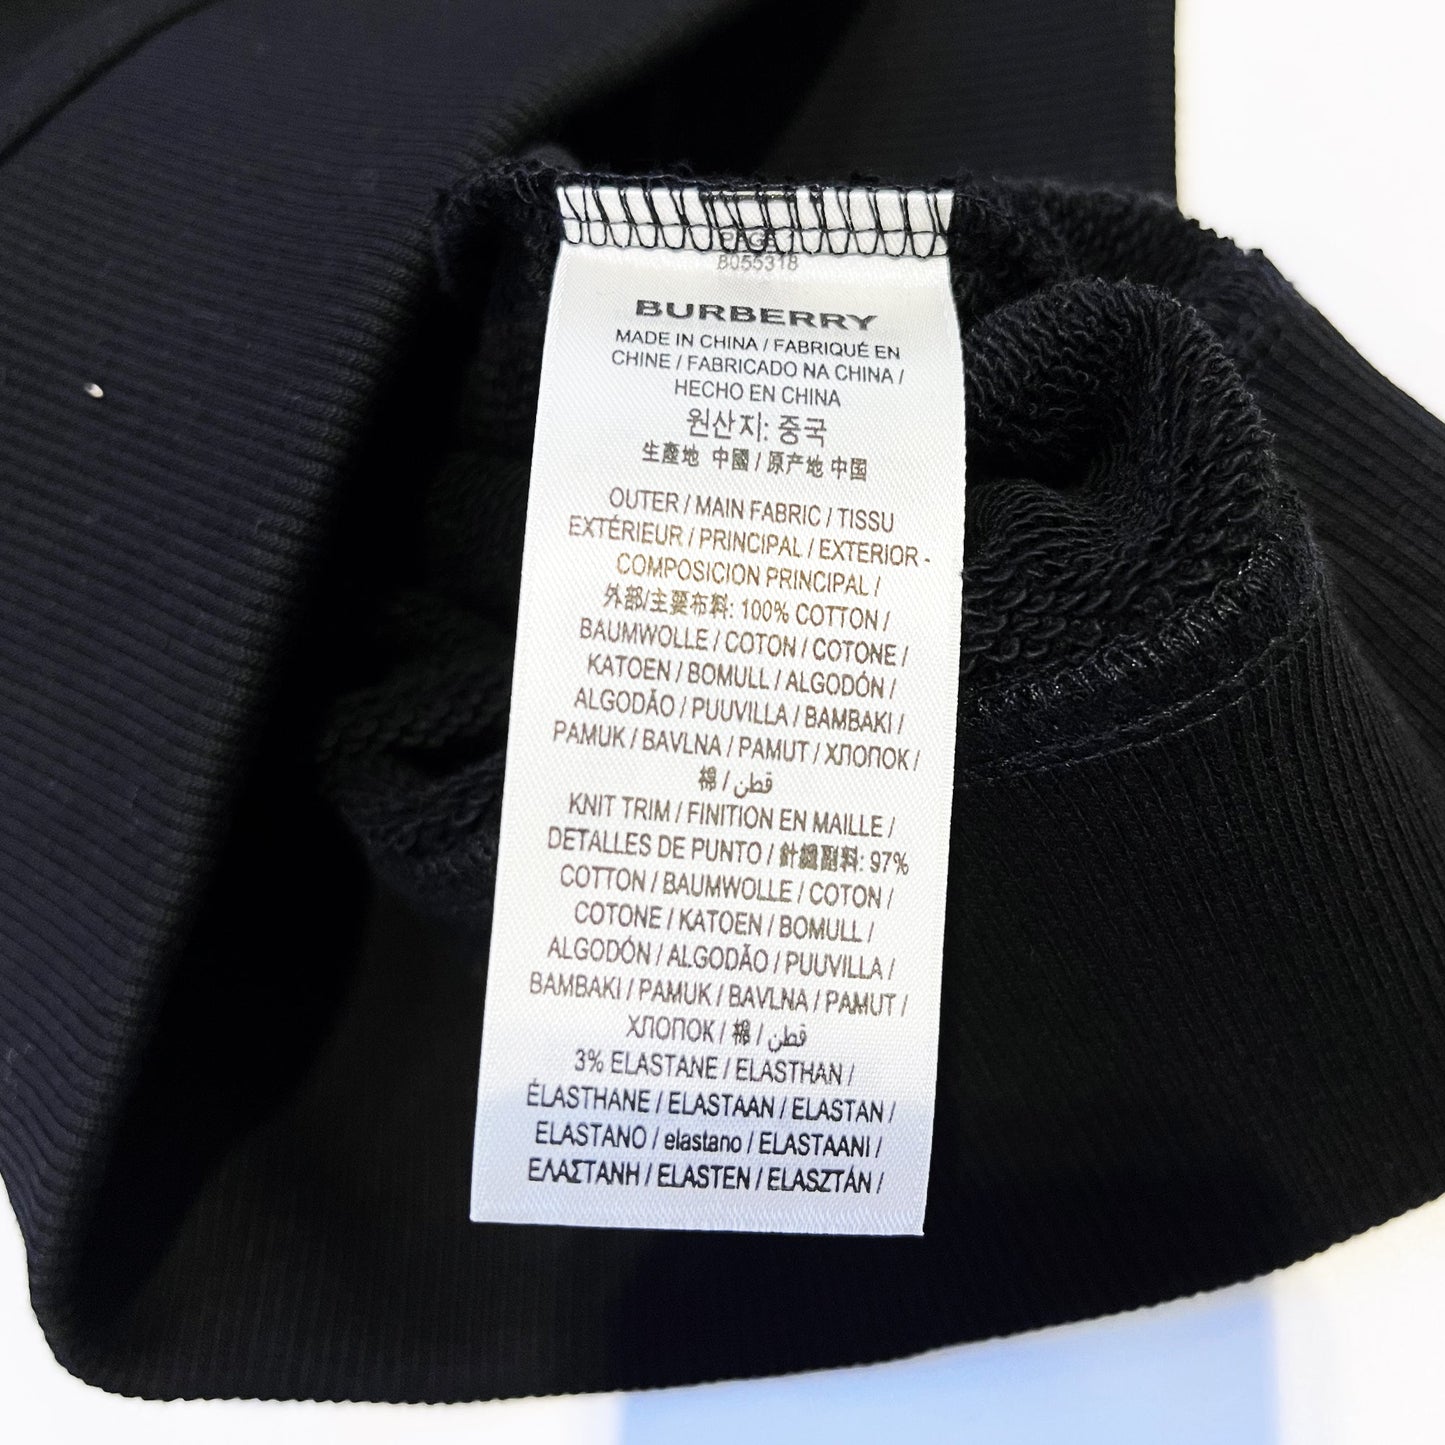 PAGE 1
8055318
BURBERRY
MADE IN CHINA / FABRIQUÉ EN
CHINE / FABRICADO NA CHINA /
HECHO EN CHINA
원산지: 중국
生產地 中國 / 原产地 中国
OUTER / MAIN FABRIC / TISSU
EXTÉRIEUR / PRINCIPAL / EXTERIOR -
COMPOSICION PRINCIPAL /
外部/主要布料: 100% COTTON /
BAUMWOLLE / COTON / COTONE /
KATOEN / BOMULL / ALGODÓN /
ALGODÃO / PUUVILLA / BAMBAKI /
PAMUK / BAVLNA / PAMUT / ХЛОПОК /
棉 / قطن
KNIT TRIM / FINITION EN MAILLE /
DETALLES DE PUNTO / 針織副料: 97%
COTTON / BAUMWOLLE / COTON /
COTONE / KATOEN / BOMULL /
ALGODÓN / ALGODÃO / PUUVILLA /
BAMBAKI / PAMUK / BAVLNA / PAMUT /
ХЛОПОК / 棉 / قطن
3% ELASTANE / ELASTHAN /
ÉLASTHANE / ELASTAAN / ELASTAN /
ELASTANO / elastano / ELASTAANI /
ΕΛΑΣΤΑΝΗ / ELASTEN / ELASZTÁN /